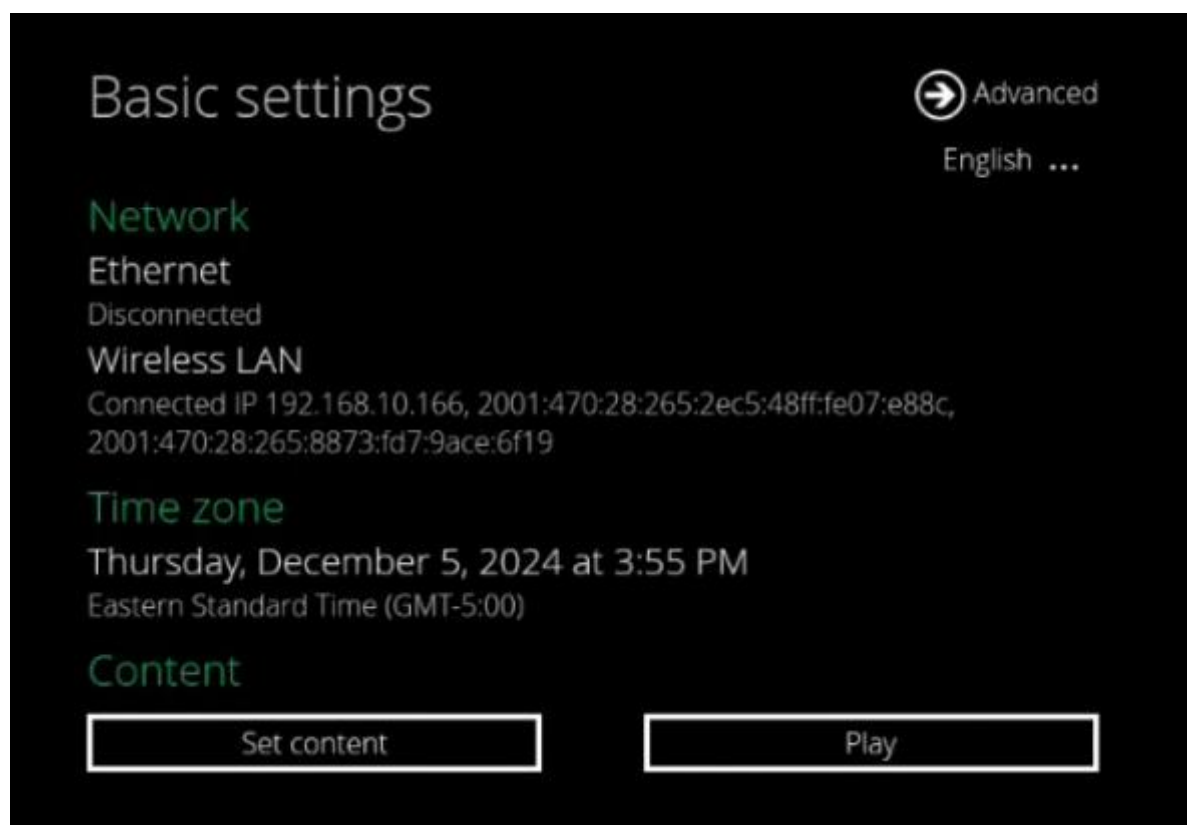 Basic settings
Advanced
English ...
Network
Ethernet
Disconnected
Wireless LAN
Connected IP 192.168.10.166, 2001:470:28:265:2ec5:48ff:fe07:e88c,
2001:470:28:265:8873:fd7:9ace:6f19
Time zone
Thursday, December 5, 2024 at 3:55 PM
Eastern Standard Time (GMT-5:00)
Content
Set content
Play